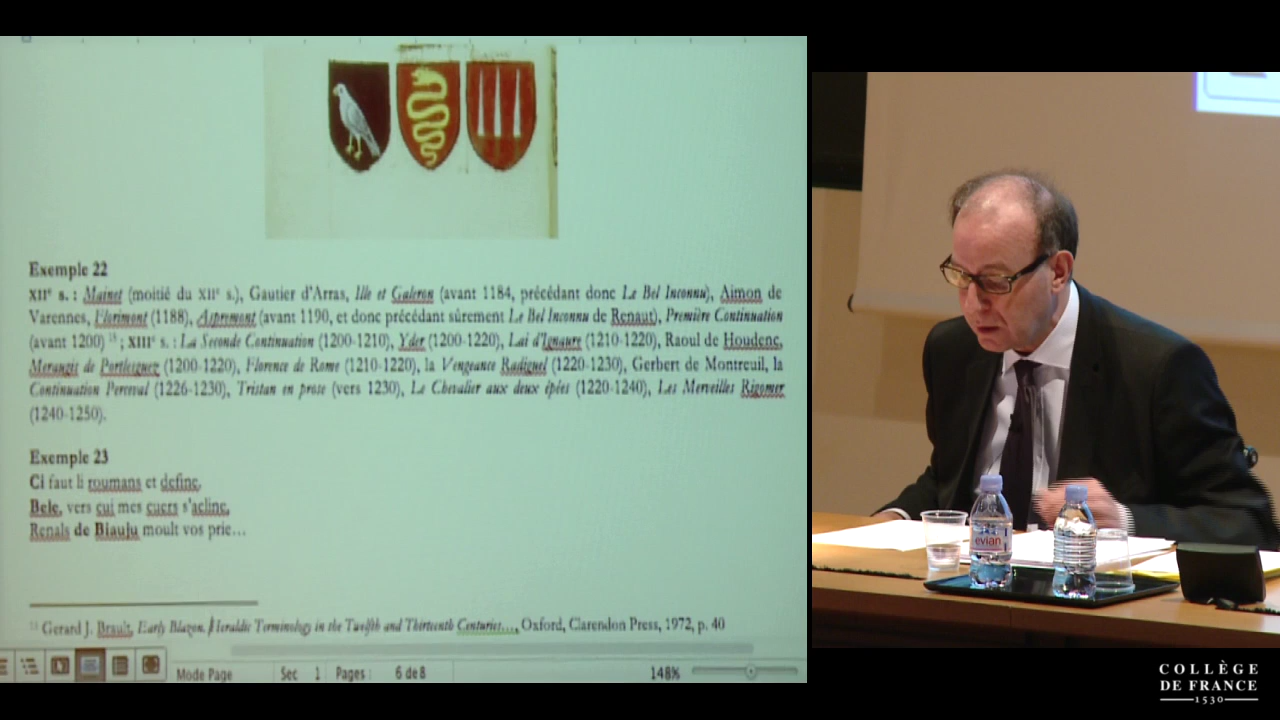 Exemple 22
XIIe s. : Mainet (moitié du XIIe s.), Gautier d'Arras, Ille et Galeron (avant 1184, précédant donc Le Bel Inconnu), Aimon de
Varennes, Florimont (1188), Aspremont (avant 1190, et donc précédant sûrement Le Bel Inconnu de Renaut), Première Continuation
(avant 1200) 13 ; XIIIe s. : La Seconde Continuation (1200-1210), Yder (1200-1220), Lai d'Ignaure (1210-1220), Raoul de Houdenc,
Meraugis de Portlesguez (1200-1220), Florence de Rome (1210-1220), la Vengeance Radiguel (1220-1230), Gerbert de Montreuil, la
Continuation Perceval (1226-1230), Tristan en prose (vers 1230), Le Chevalier aux deux épées (1220-1240), Les Merveilles Rigomer
(1240-1250).
Exemple 23
Ci faut li roumans et define.
Bele, vers cui mes cuers s'acline,
Renals de Biauju moult vos prie...
13 Gerard J. Brault, Early Blazon. Heraldic Terminology in the Twelfth and Thirteenth Centuries..., Oxford, Clarendon Press, 1972, p. 40
Mode Page Sec 1 Pages : 6 de 8 148%
evian
COLLÈGE
DE FRANCE
1530